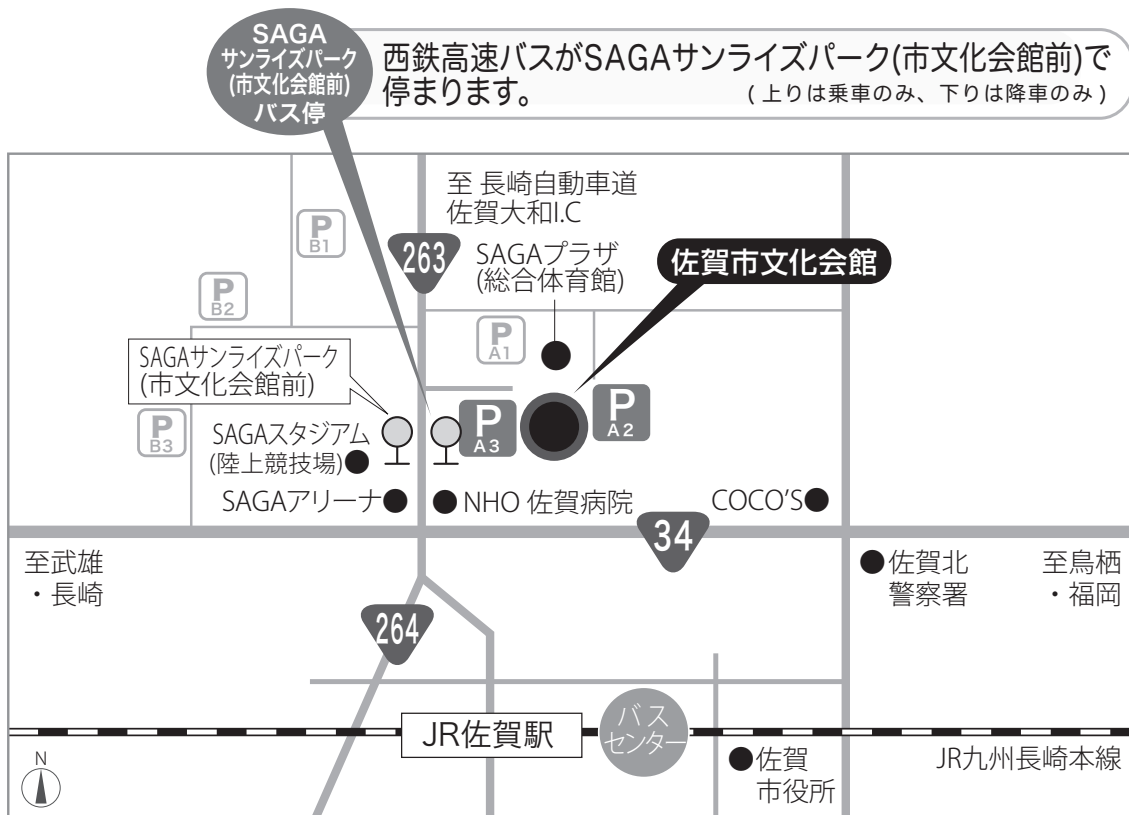 SAGA
サンライズパーク
(市文化会館前)
バス停
西鉄高速バスがSAGAサンライズパーク(市文化会館前)で
停まります。
(上りは乗車のみ、下りは降車のみ)
至 長崎自動車道
佐賀大和I.C
P
B1
263
SAGAプラザ
(総合体育館)
佐賀市文化会館
P
B2
P
A1
SAGAサンライズパーク
(市文化会館前)
P
B3
SAGAスタジアム
(陸上競技場)
P
A3
P
A2
SAGAアリーナ
NHO 佐賀病院
COCO'S
34
至武雄
・長崎
佐賀北
警察署
至鳥栖
・福岡
264
JR佐賀駅
バス
センター
佐賀
市役所
JR九州長崎本線
N